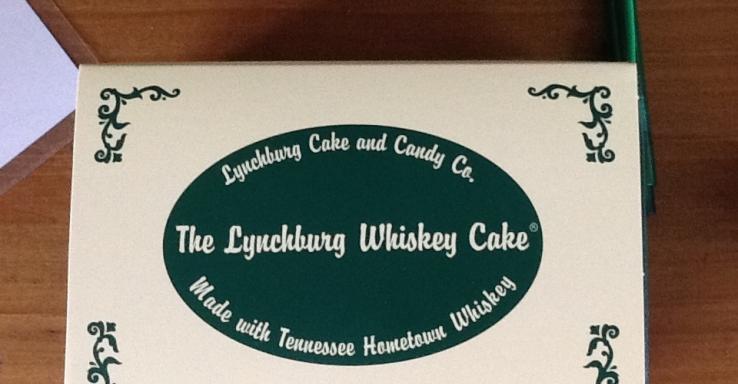 Lynchburg Cake and Candy Co.
The Lynchburg Whiskey Cake®
Made with Tennessee Hometown Whiskey